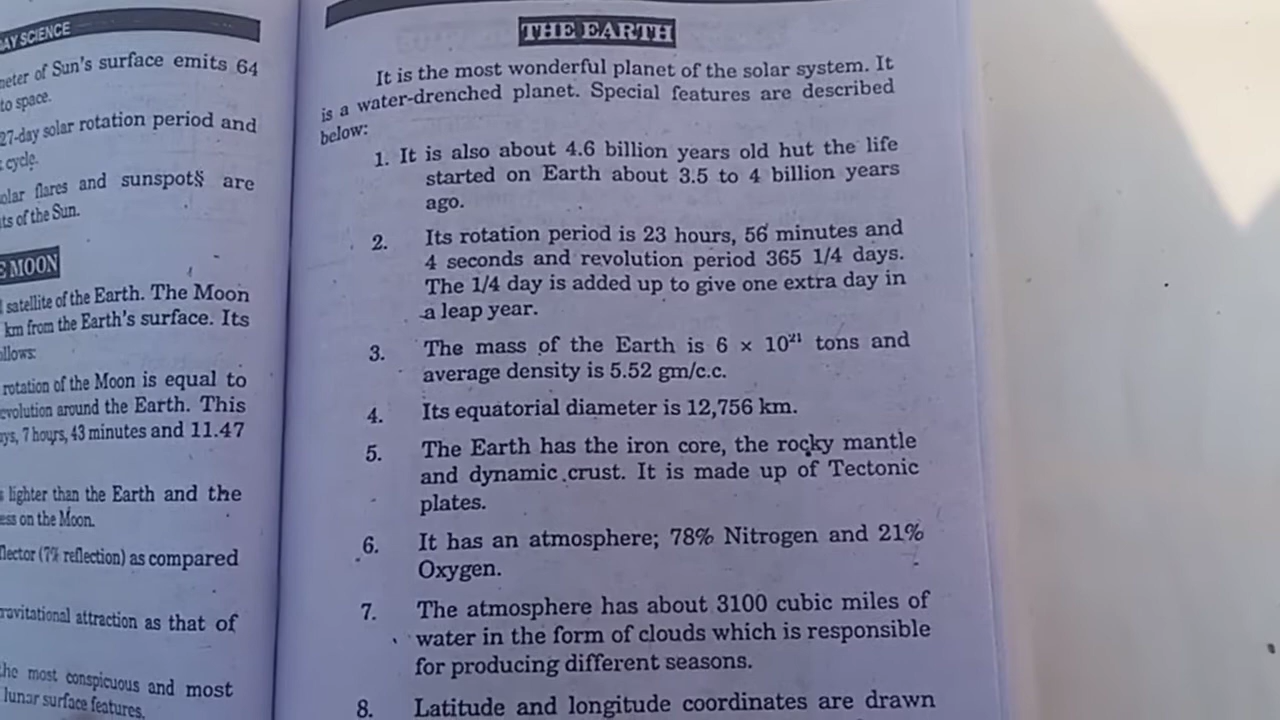 AY SCIENCE
meter of Sun's surface emits 64
to space.
27-day solar rotation period and
cycle.
olar flares and sunspot§ are
ts of the Sun.
E MOON
satellite of the Earth. The Moon
km from the Earth's surface. Its
ollows:
rotation of the Moon is equal to
evolution around the Earth. This
ays, 7 hours, 43 minutes and 11.47
s lighter than the Earth and the
ess on the Moon.
flector (7% reflection) as compared
ravitational attraction as that of
the most conspicuous and most
lunar surface features.
THE EARTH
It is the most wonderful planet of the solar system. It
is a water-drenched planet. Special features are described
below:
1. It is also about 4.6 billion years old hut the life
started on Earth about 3.5 to 4 billion years
ago.
2. Its rotation period is 23 hours, 56 minutes and
4 seconds and revolution period 365 1/4 days.
The 1/4 day is added up to give one extra day in
a leap year.
3. The mass of the Earth is 6 × 10²¹ tons and
average density is 5.52 gm/c.c.
4. Its equatorial diameter is 12,756 km.
5. The Earth has the iron core, the rocky mantle
and dynamic crust. It is made up of Tectonic
plates.
6. It has an atmosphere; 78% Nitrogen and 21%
Oxygen.
7. The atmosphere has about 3100 cubic miles of
water in the form of clouds which is responsible
for producing different seasons.
8. Latitude and longitude coordinates are drawn